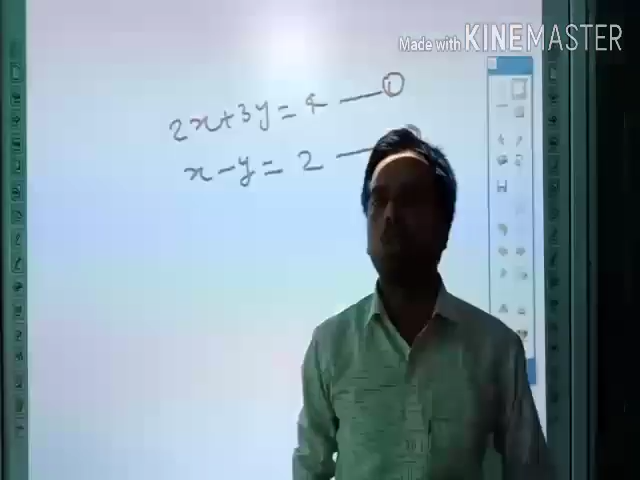 Made with KINEMASTER
2x+3y=4 — ①
x-y=2 —